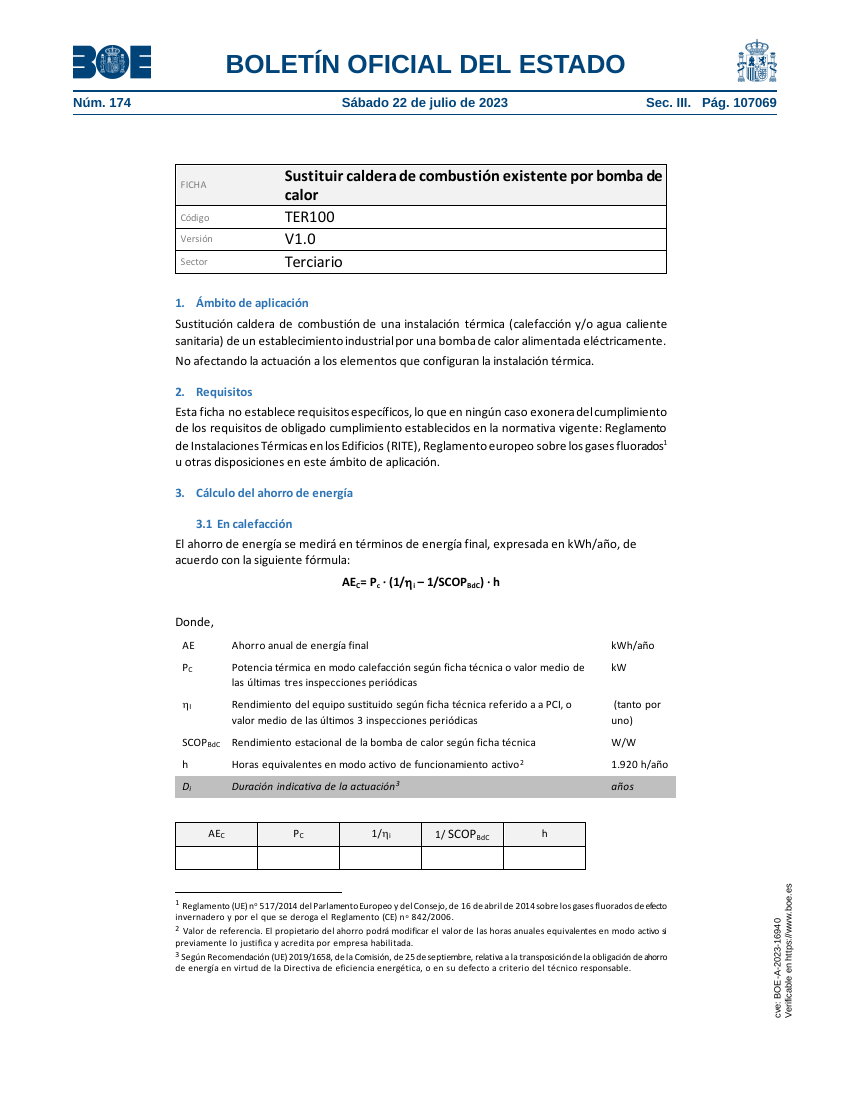 BOE
BOLETÍN OFICIAL DEL ESTADO
Núm. 174 Sábado 22 de julio de 2023 Sec. III. Pág. 107069
FICHA Sustituir caldera de combustión existente por bomba de
calor
Código TER100
Versión V1.0
Sector Terciario
1. Ámbito de aplicación
Sustitución caldera de combustión de una instalación térmica (calefacción y/o agua caliente
sanitaria) de un establecimiento industrial por una bomba de calor alimentada eléctricamente.
No afectando la actuación a los elementos que configuran la instalación térmica.
2. Requisitos
Esta ficha no establece requisitos específicos, lo que en ningún caso exonera del cumplimiento
de los requisitos de obligado cumplimiento establecidos en la normativa vigente: Reglamento
de Instalaciones Térmicas en los Edificios (RITE), Reglamento europeo sobre los gases fluorados¹
u otras disposiciones en este ámbito de aplicación.
3. Cálculo del ahorro de energía
3.1 En calefacción
El ahorro de energía se medirá en términos de energía final, expresada en kWh/año, de
acuerdo con la siguiente fórmula:
AE_C= P_c · (1/η_i – 1/SCOP_BdC) · h
Donde,
AE Ahorro anual de energía final kWh/año
P_C Potencia térmica en modo calefacción según ficha técnica o valor medio de kW
las últimas tres inspecciones periódicas
η_i Rendimiento del equipo sustituido según ficha técnica referido a a PCI, o (tanto por
valor medio de las últimos 3 inspecciones periódicas uno)
SCOP_BdC Rendimiento estacional de la bomba de calor según ficha técnica W/W
h Horas equivalentes en modo activo de funcionamiento activo² 1.920 h/año
D_i Duración indicativa de la actuación³ años
AE_C P_C 1/η_i 1/ SCOP_BdC h
¹ Reglamento (UE) nº 517/2014 del Parlamento Europeo y del Consejo, de 16 de abril de 2014 sobre los gases fluorados de efecto
invernadero y por el que se deroga el Reglamento (CE) nº 842/2006.
² Valor de referencia. El propietario del ahorro podrá modificar el valor de las horas anuales equivalentes en modo activo si
previamente lo justifica y acredita por empresa habilitada.
³ Según Recomendación (UE) 2019/1658, de la Comisión, de 25 de septiembre, relativa a la transposición de la obligación de ahorro
de energía en virtud de la Directiva de eficiencia energética, o en su defecto a criterio del técnico responsable.
cve: BOE-A-2023-16940
Verificable en https://www.boe.es